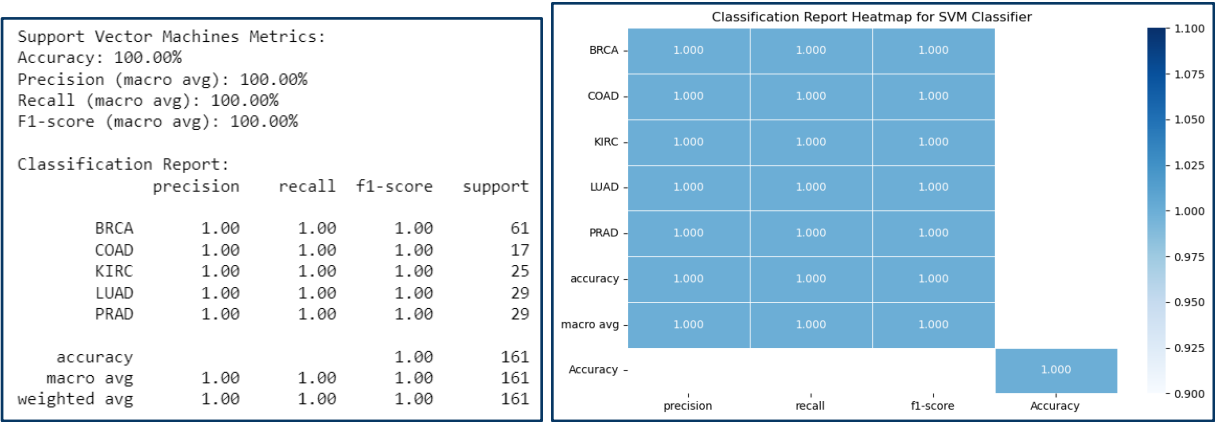 Support Vector Machines Metrics:
Accuracy: 100.00%
Precision (macro avg): 100.00%
Recall (macro avg): 100.00%
F1-score (macro avg): 100.00%
Classification Report:
precision recall f1-score support
BRCA 1.00 1.00 1.00 61
COAD 1.00 1.00 1.00 17
KIRC 1.00 1.00 1.00 25
LUAD 1.00 1.00 1.00 29
PRAD 1.00 1.00 1.00 29
accuracy 1.00 161
macro avg 1.00 1.00 1.00 161
weighted avg 1.00 1.00 1.00 161
Classification Report Heatmap for SVM Classifier
BRCA 1.000 1.000 1.000
COAD 1.000 1.000 1.000
KIRC 1.000 1.000 1.000
LUAD 1.000 1.000 1.000
PRAD 1.000 1.000 1.000
accuracy 1.000 1.000 1.000
macro avg 1.000 1.000 1.000
Accuracy 1.000
precision recall f1-score Accuracy
1.100
1.075
1.050
1.025
1.000
0.975
0.950
0.925
0.900